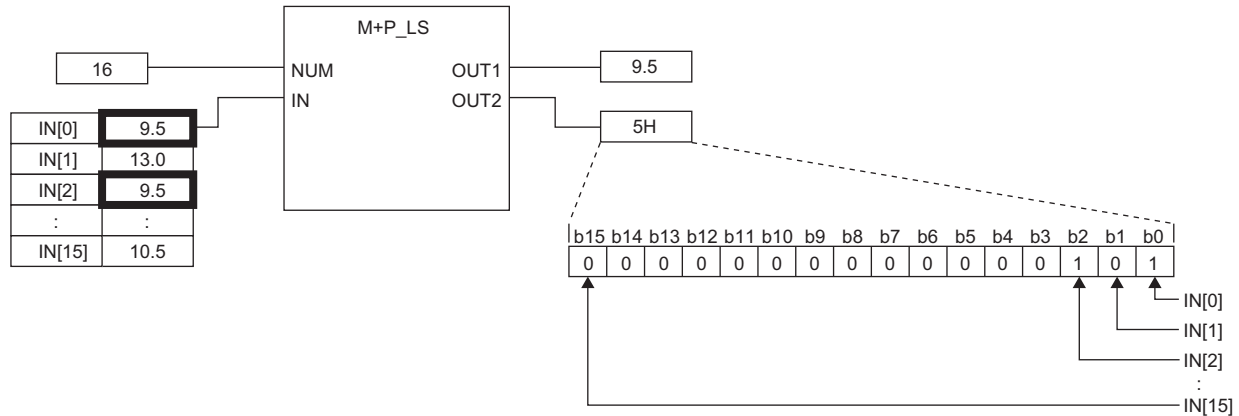 M+P_LS
16 NUM OUT1 9.5
IN OUT2
IN[0] 9.5 5H
IN[1] 13.0
IN[2] 9.5
: :
IN[15] 10.5
b15 b14 b13 b12 b11 b10 b9 b8 b7 b6 b5 b4 b3 b2 b1 b0
0 0 0 0 0 0 0 0 0 0 0 0 0 1 0 1
IN[0]
IN[1]
IN[2]
:
IN[15]